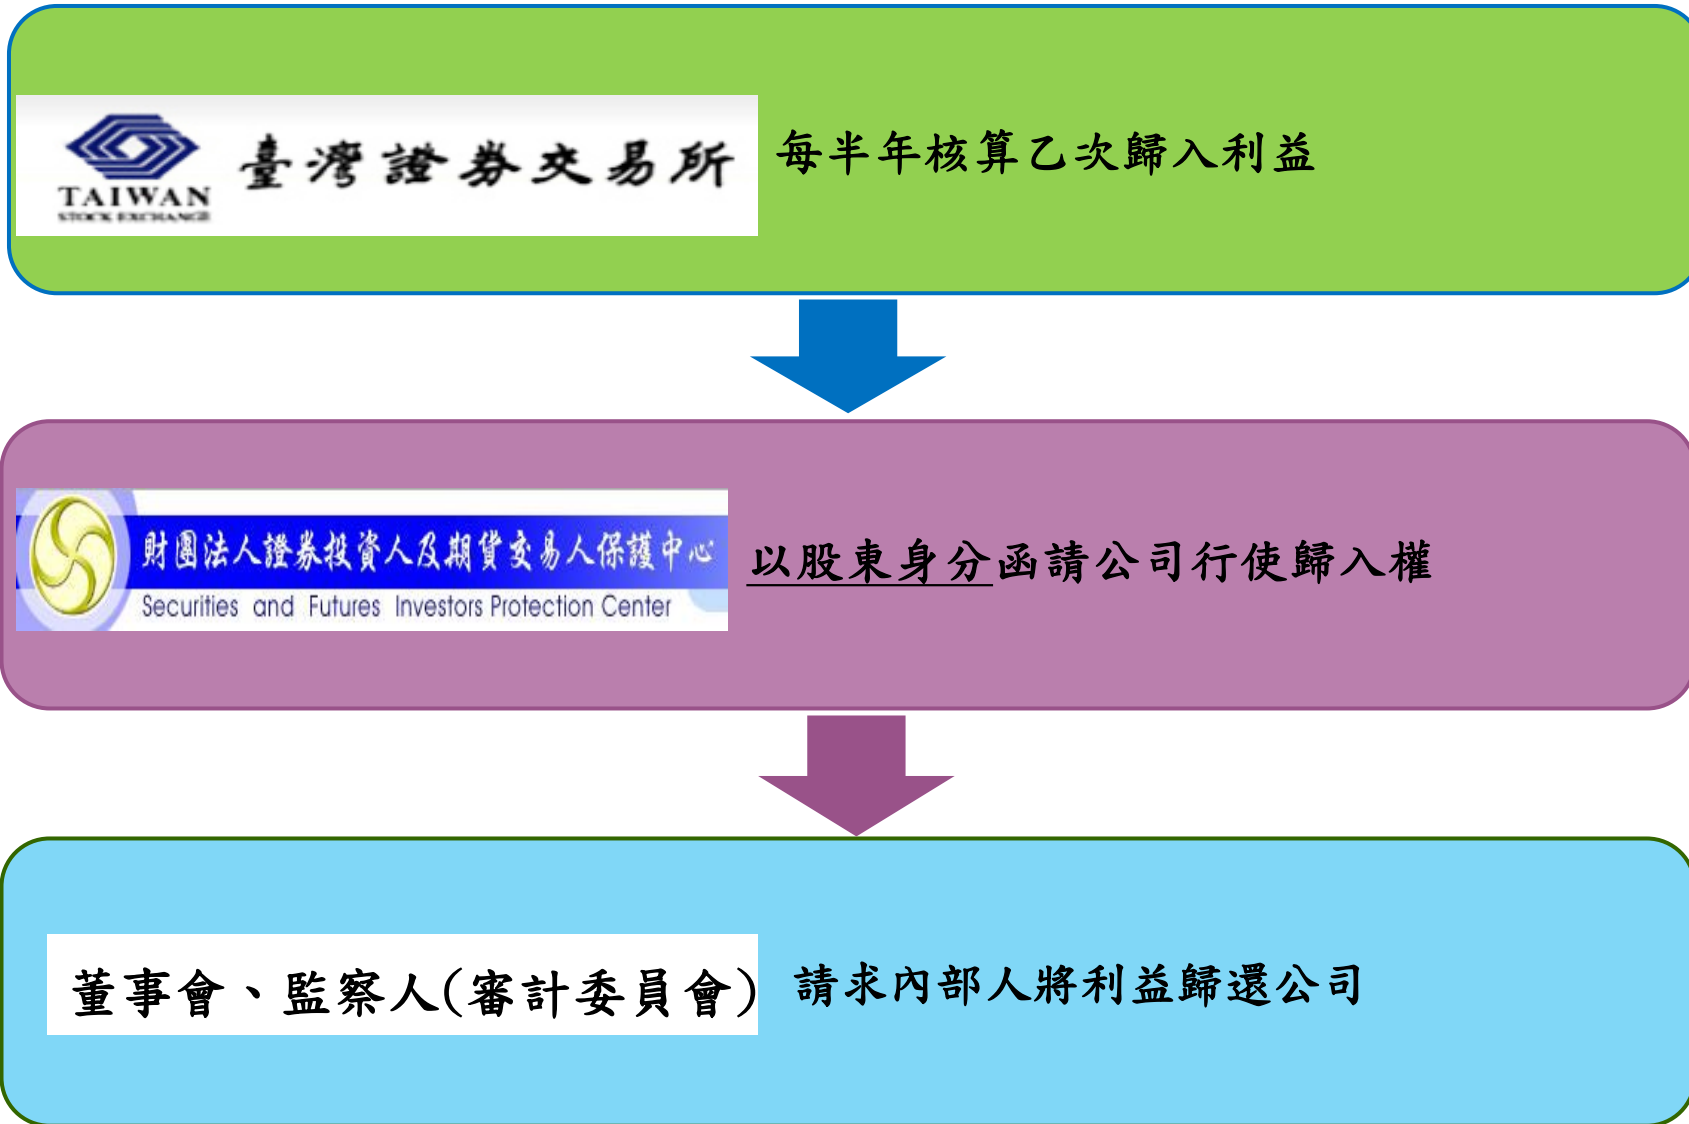 臺灣證券交易所
TAIWAN
STOCK EXCHANGE
每半年核算乙次歸入利益
財團法人證券投資人及期貨交易人保護中心
Securities and Futures Investors Protection Center
以股東身分函請公司行使歸入權
董事會、監察人(審計委員會)
請求內部人將利益歸還公司